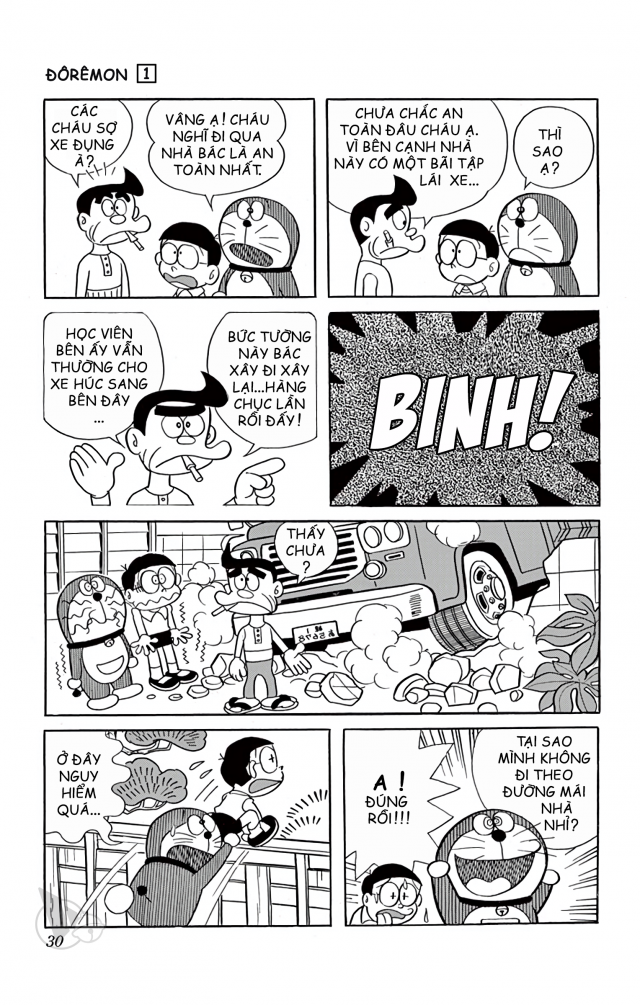 ĐÔRÊMON 1
CÁC
CHÁU SỢ
XE ĐỤNG
À?
VÂNG Ạ! CHÁU
NGHĨ ĐI QUA
NHÀ BÁC LÀ AN
TOÀN NHẤT.
CHƯA CHẮC AN
TOÀN ĐÂU CHÁU Ạ.
VÌ BÊN CẠNH NHÀ
NÀY CÓ MỘT BÃI TẬP
LÁI XE...
THÌ
SAO
Ạ?
HỌC VIÊN
BÊN ẤY VẪN
THƯỜNG CHO
XE HÚC SANG
BÊN ĐÂY
...
BỨC TƯỜNG
NÀY BÁC
XÂY ĐI XÂY
LẠI...HÀNG
CHỤC LẦN
RỒI ĐẤY!
BINH!
THẤY
CHƯA
?
5678
Ở ĐÂY
NGUY
HIỂM
QUÁ...
A!
ĐÚNG
RỒI!!!
TẠI SAO
MÌNH KHÔNG
ĐI THEO
ĐƯỜNG MÁI
NHÀ
NHỈ?
30